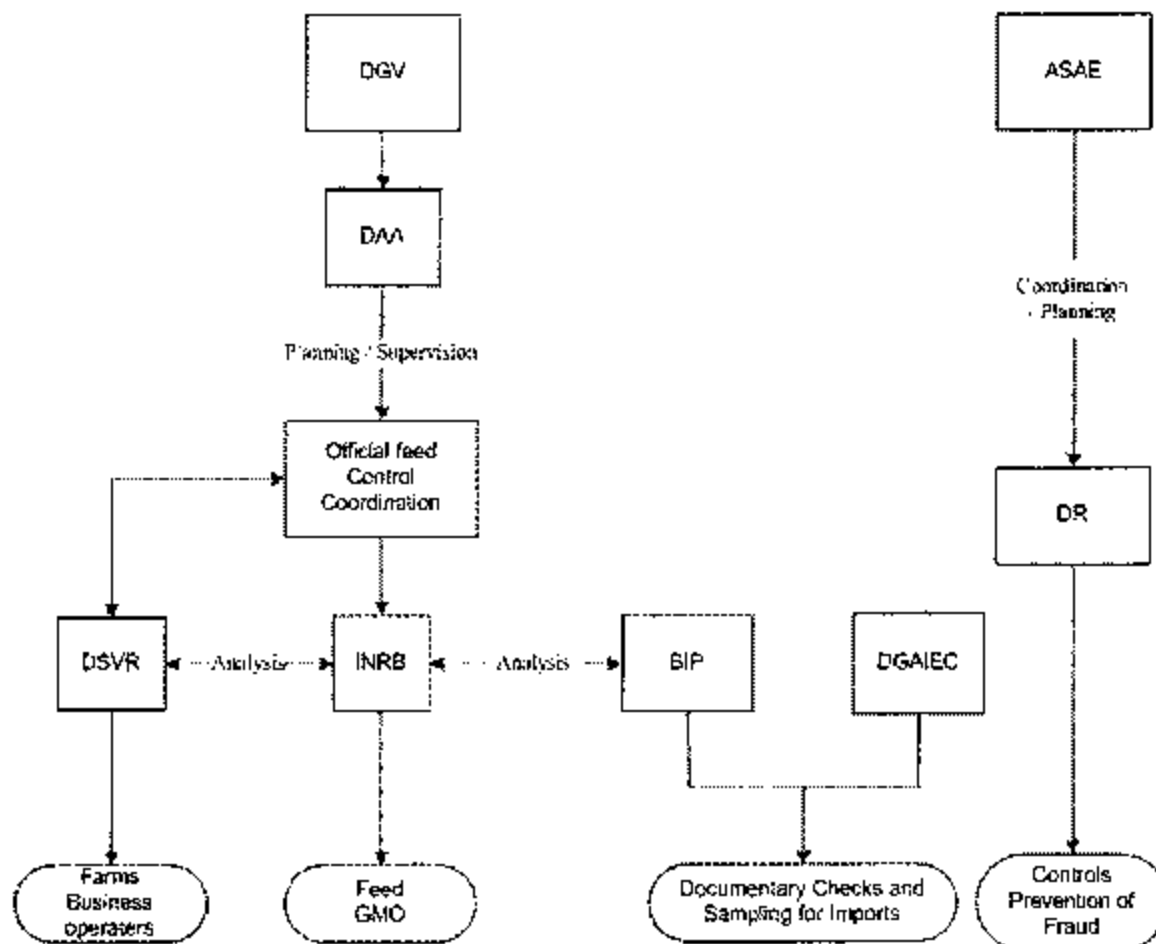 DGV
ASAE
DAA
Coordination
/ Planning
Planning / Supervision
Official feed
Control
Coordination
DR
DSVR
Analysis
INRB
Analysis
BIP
DGAIEC
Farms
Business
operaters
Feed
GMO
Documentary Checks and
Sampling for Imports
Controls
Prevention of
Fraud